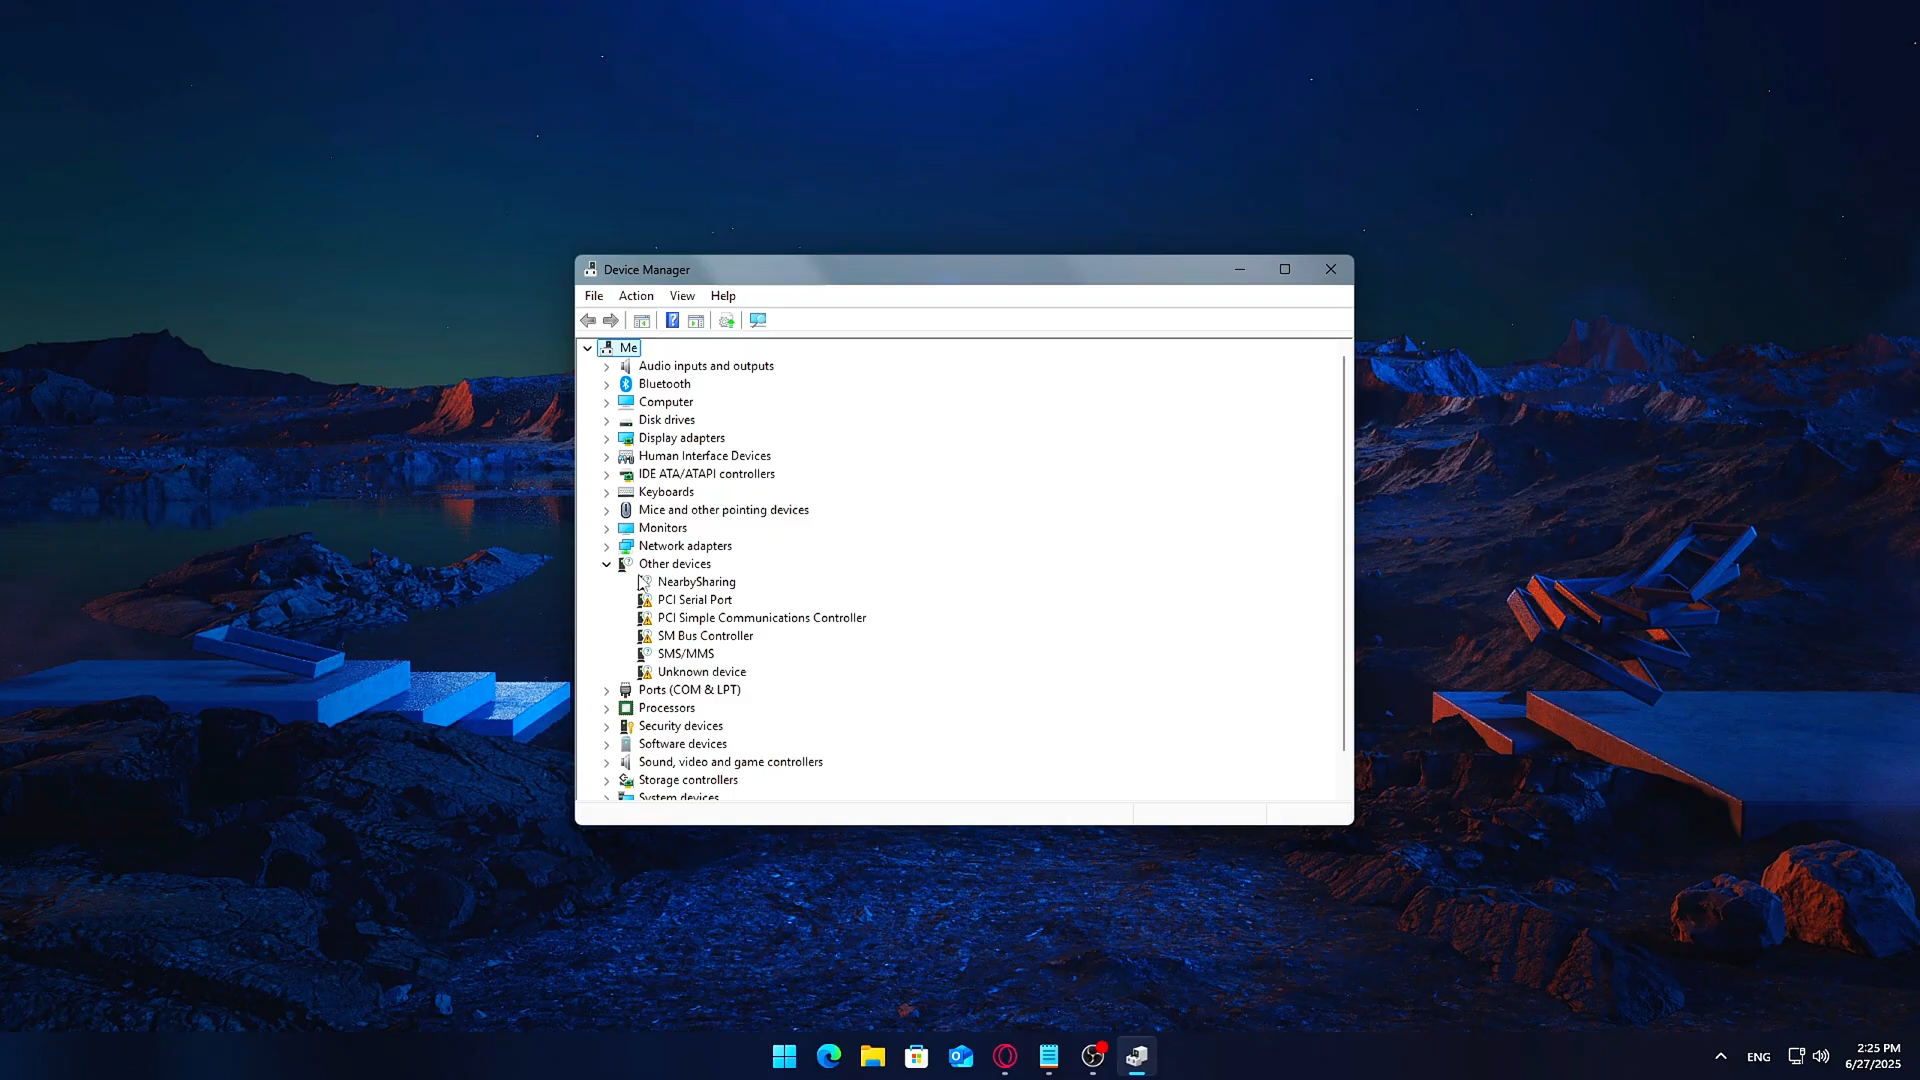 Device Manager
File Action View Help
Me
Audio inputs and outputs
Bluetooth
Computer
Disk drives
Display adapters
Human Interface Devices
IDE ATA/ATAPI controllers
Keyboards
Mice and other pointing devices
Monitors
Network adapters
Other devices
NearbySharing
PCI Serial Port
PCI Simple Communications Controller
SM Bus Controller
SMS/MMS
Unknown device
Ports (COM & LPT)
Processors
Security devices
Software devices
Sound, video and game controllers
Storage controllers
System devices
ENG
2:25 PM
6/27/2025